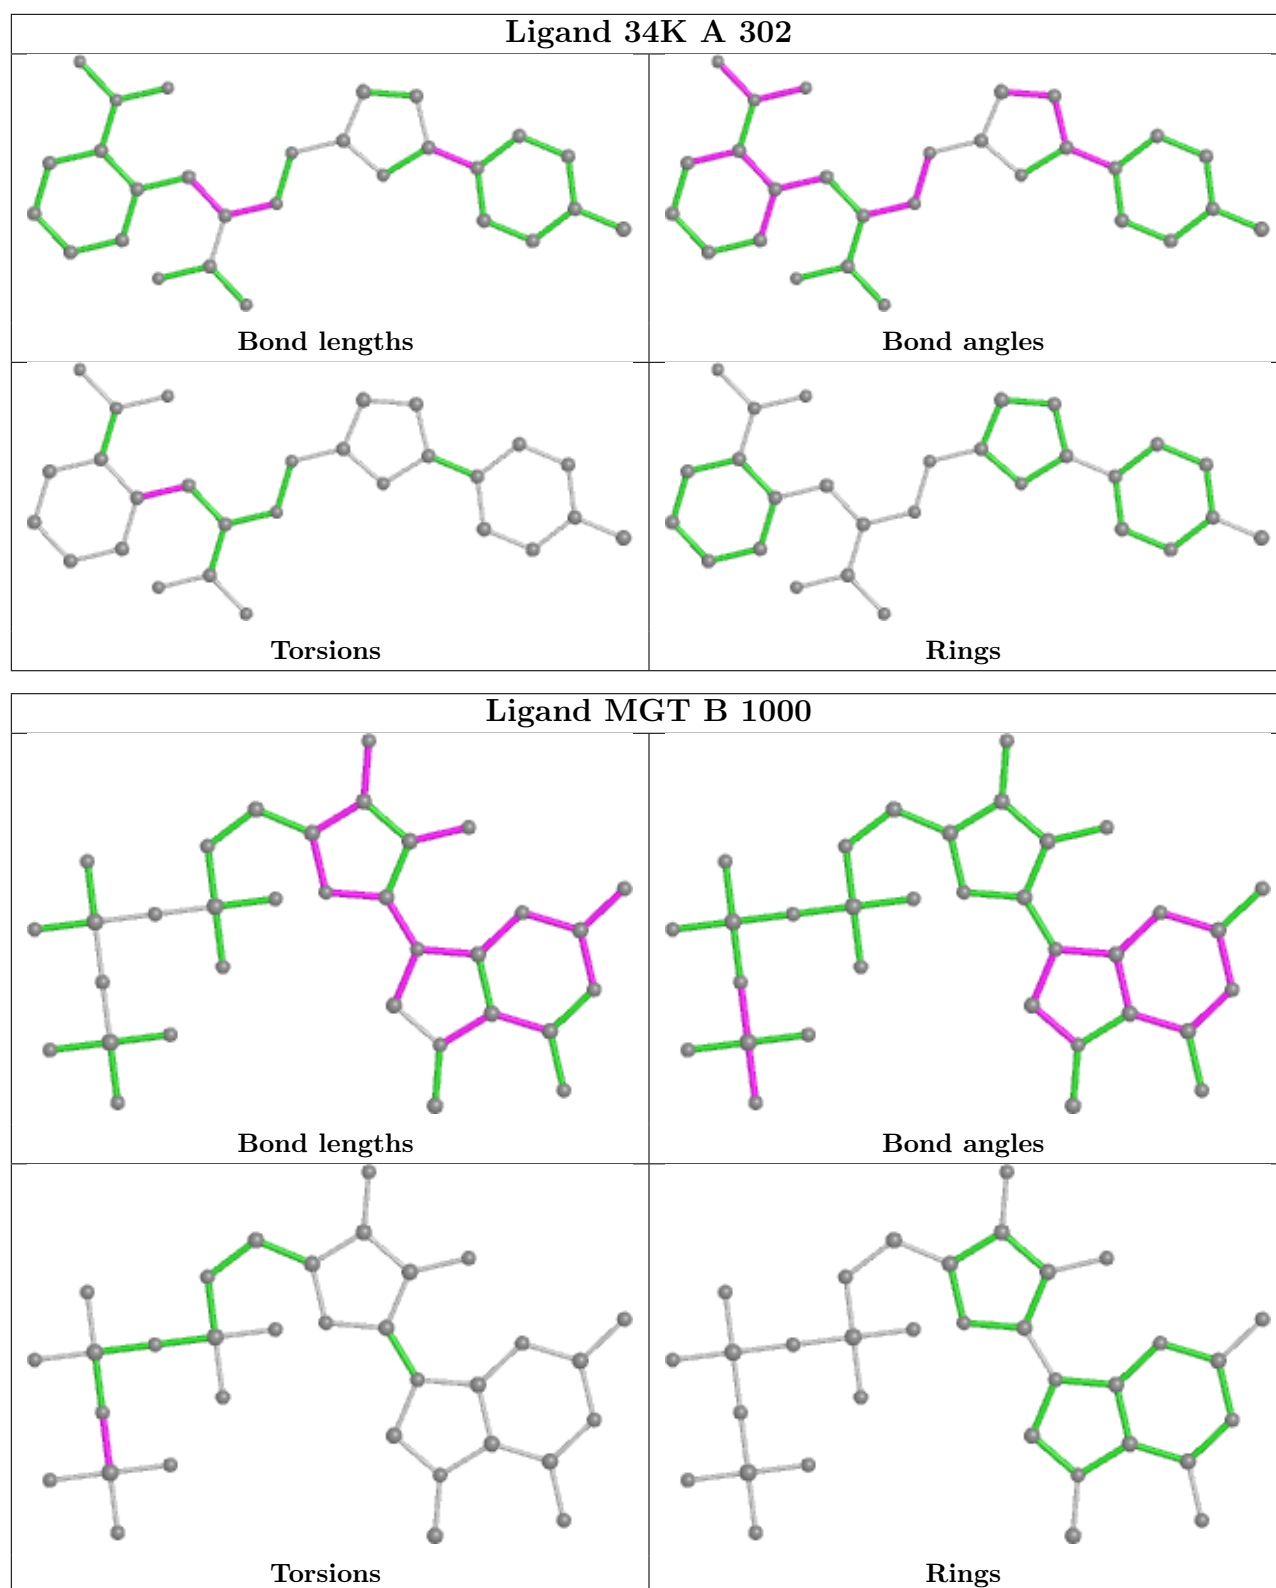 Ligand 34K A 302
Bond lengths
Bond angles
Torsions
Rings
Ligand MGT B 1000
Bond lengths
Bond angles
Torsions
Rings